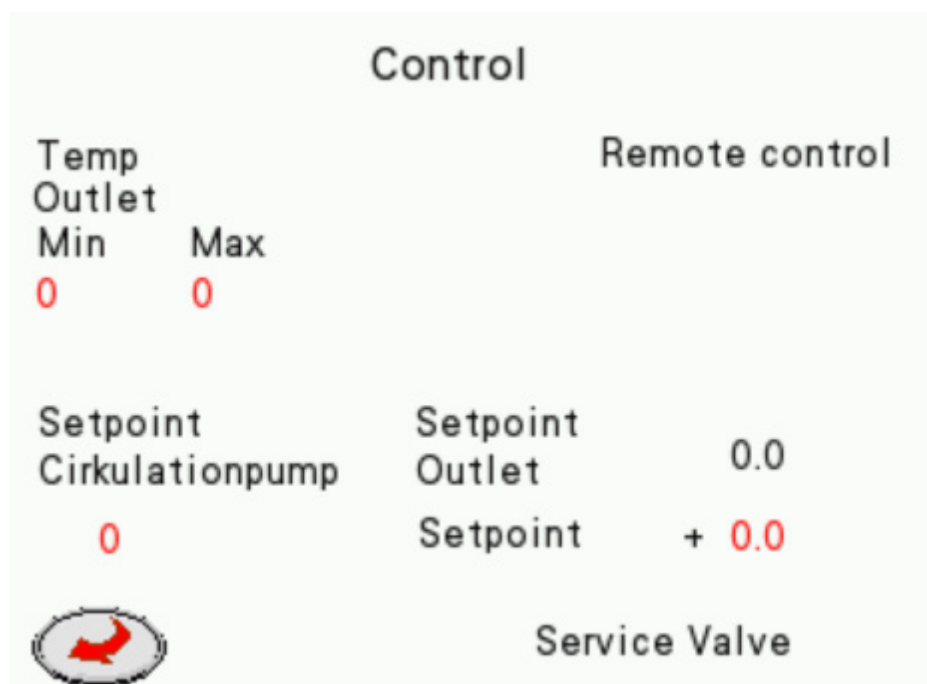 Control
Temp
Outlet
Min Max
0 0
Remote control
Setpoint
Cirkulationpump
0
Setpoint
Outlet 0.0
Setpoint + 0.0
Service Valve